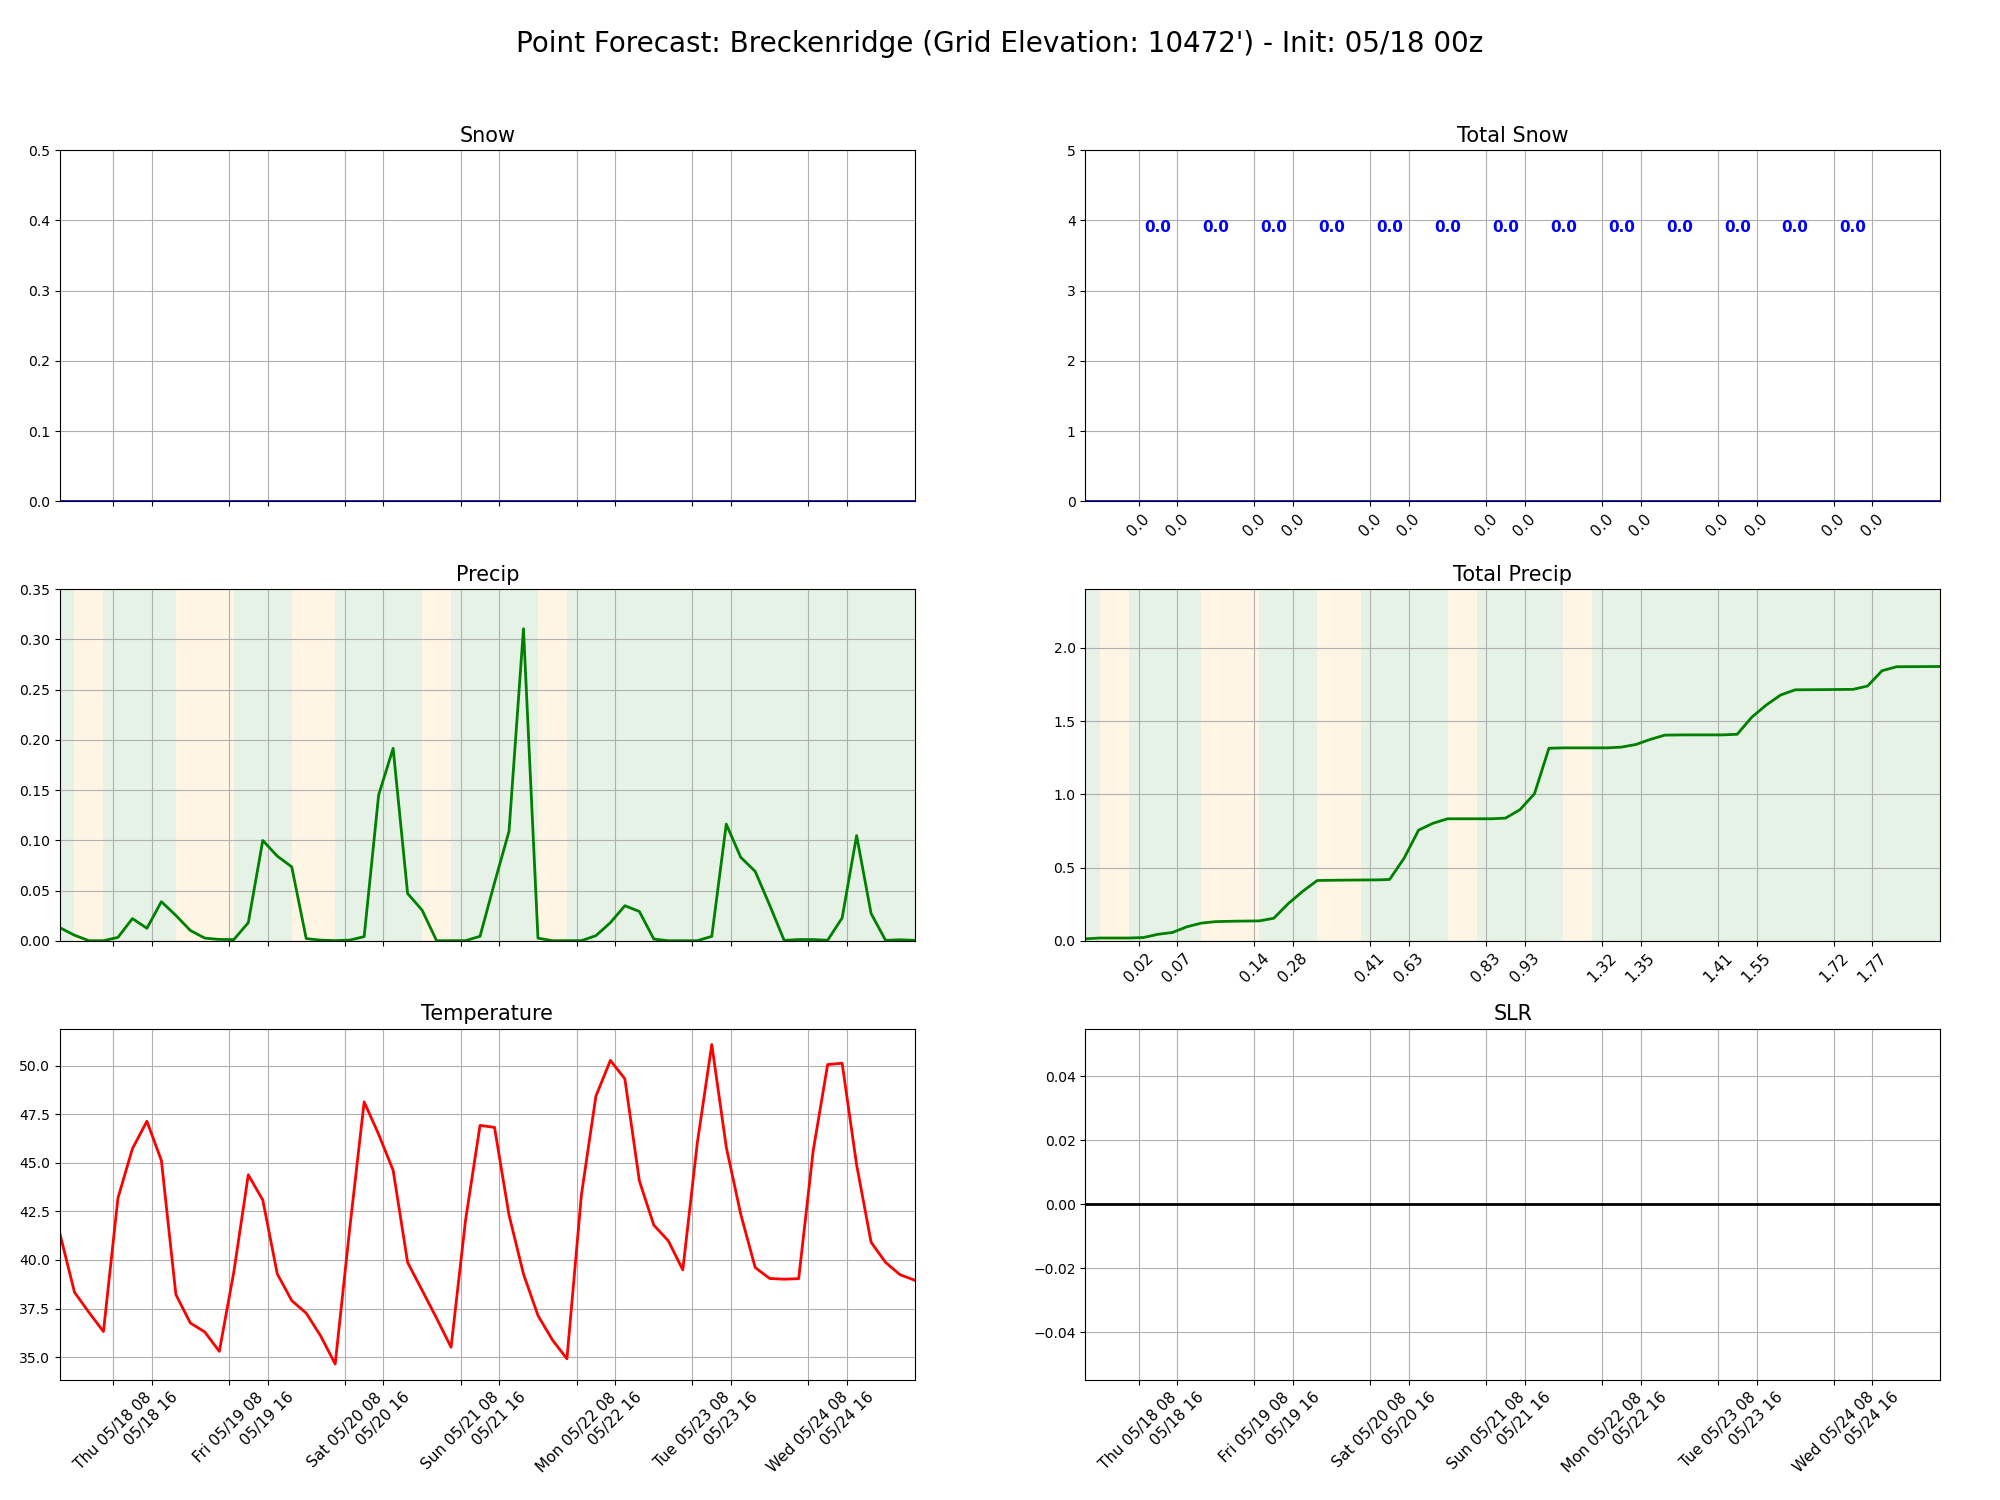 Point Forecast: Breckenridge (Grid Elevation: 10472') - Init: 05/18 00z
Snow
0.5
0.4
0.3
0.2
0.1
0.0
Total Snow
5
4
3
2
1
0
0.0 0.0 0.0 0.0 0.0 0.0 0.0 0.0 0.0 0.0 0.0 0.0 0.0
0.0 0.0 0.0 0.0 0.0 0.0 0.0 0.0 0.0 0.0 0.0 0.0 0.0 0.0
Precip
0.35
0.30
0.25
0.20
0.15
0.10
0.05
0.00
Total Precip
2.0
1.5
1.0
0.5
0.0
0.02 0.07 0.14 0.28 0.41 0.63 0.83 0.93 1.32 1.35 1.41 1.55 1.72 1.77
Temperature
50.0
47.5
45.0
42.5
40.0
37.5
35.0
Thu 05/18 08
05/18 16
Fri 05/19 08
05/19 16
Sat 05/20 08
05/20 16
Sun 05/21 08
05/21 16
Mon 05/22 08
05/22 16
Tue 05/23 08
05/23 16
Wed 05/24 08
05/24 16
SLR
0.04
0.02
0.00
−0.02
−0.04
Thu 05/18 08
05/18 16
Fri 05/19 08
05/19 16
Sat 05/20 08
05/20 16
Sun 05/21 08
05/21 16
Mon 05/22 08
05/22 16
Tue 05/23 08
05/23 16
Wed 05/24 08
05/24 16